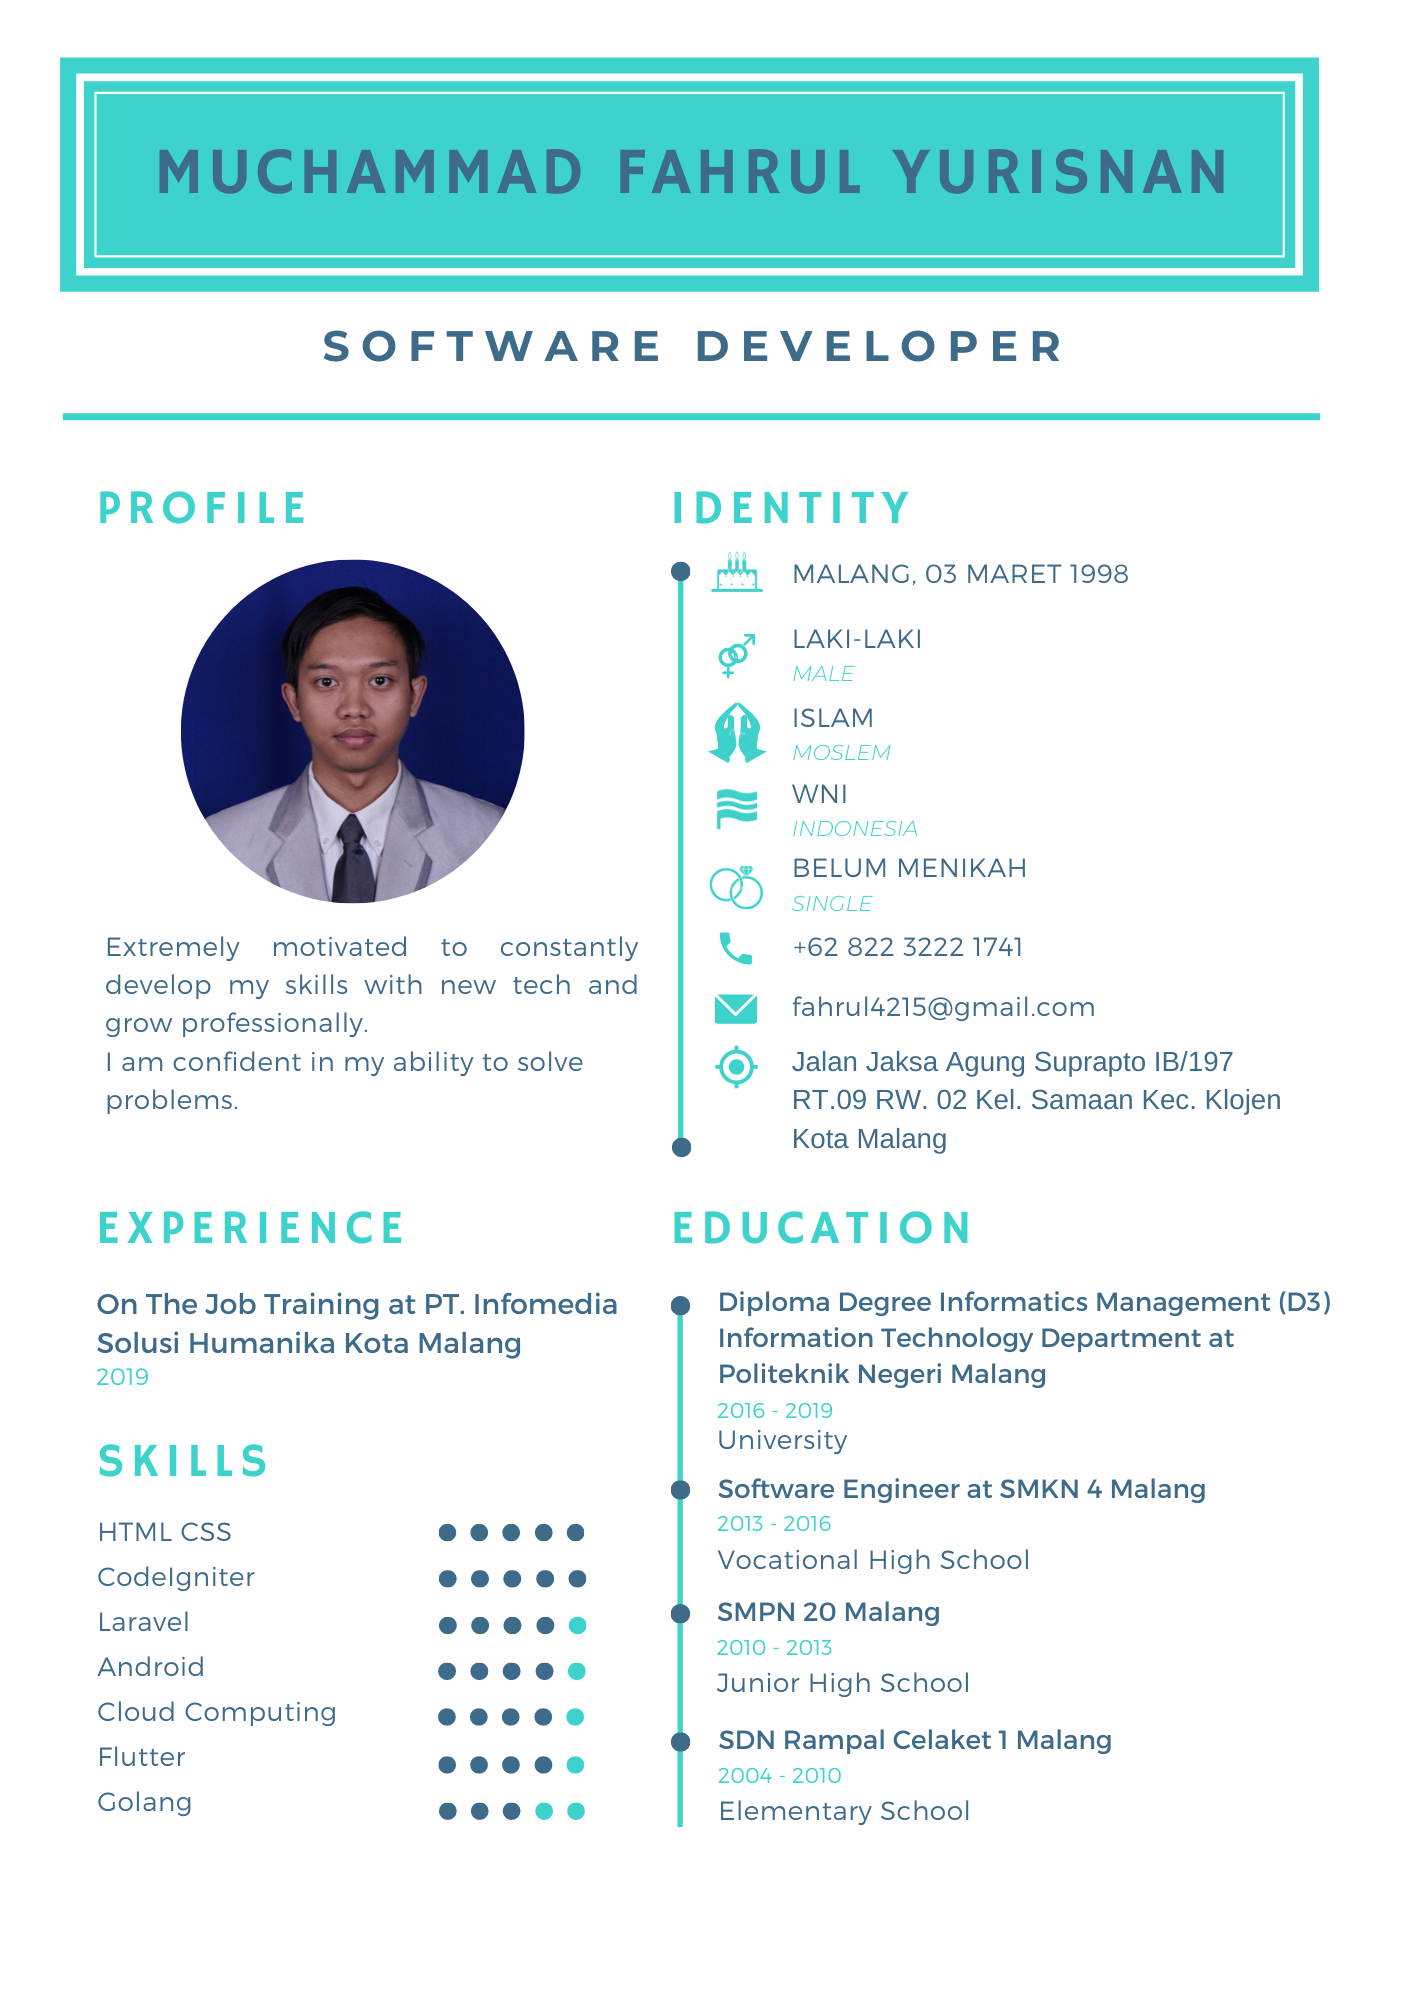 MUCHAMMAD FAHRUL YURISNAN
SOFTWARE DEVELOPER
PROFILE
Extremely motivated to constantly
develop my skills with new tech and
grow professionally.
I am confident in my ability to solve
problems.
IDENTITY
MALANG, 03 MARET 1998
LAKI-LAKI
MALE
ISLAM
MOSLEM
WNI
INDONESIA
BELUM MENIKAH
SINGLE
+62 822 3222 1741
fahrul4215@gmail.com
Jalan Jaksa Agung Suprapto IB/197
RT.09 RW. 02 Kel. Samaan Kec. Klojen
Kota Malang
EXPERIENCE
On The Job Training at PT. Infomedia
Solusi Humanika Kota Malang
2019
SKILLS
HTML CSS
CodeIgniter
Laravel
Android
Cloud Computing
Flutter
Golang
EDUCATION
Diploma Degree Informatics Management (D3)
Information Technology Department at
Politeknik Negeri Malang
2016 - 2019
University
Software Engineer at SMKN 4 Malang
2013 - 2016
Vocational High School
SMPN 20 Malang
2010 - 2013
Junior High School
SDN Rampal Celaket 1 Malang
2004 - 2010
Elementary School